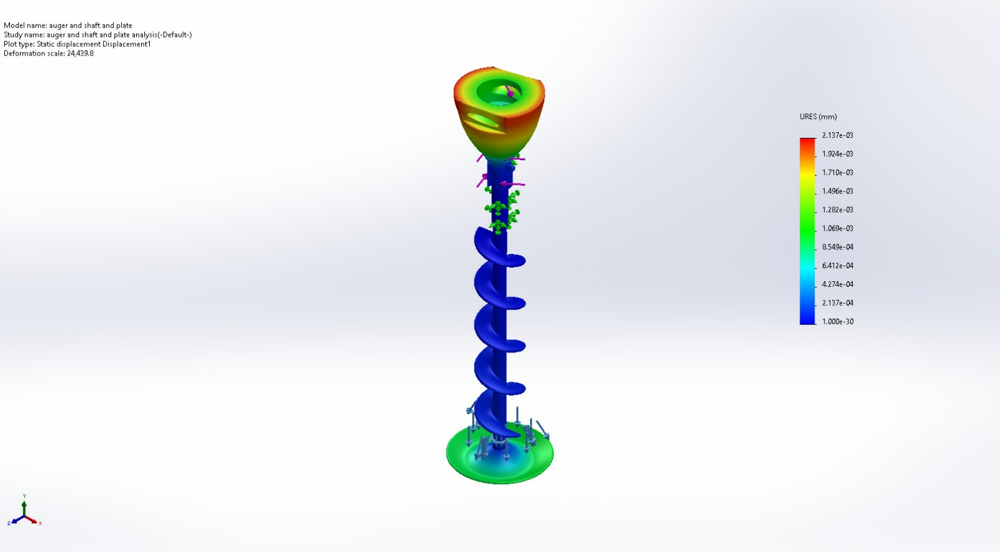 Model name: auger and shaft and plate
Study name: auger and shaft and plate analysis(-Default-)
Plot type: Static displacement Displacement1
Deformation scale: 24,439.8
URES (mm)
2.137e-03
1.924e-03
1.710e-03
1.496e-03
1.282e-03
1.069e-03
8.549e-04
6.412e-04
4.274e-04
2.137e-04
1.000e-30
Y
Z
X